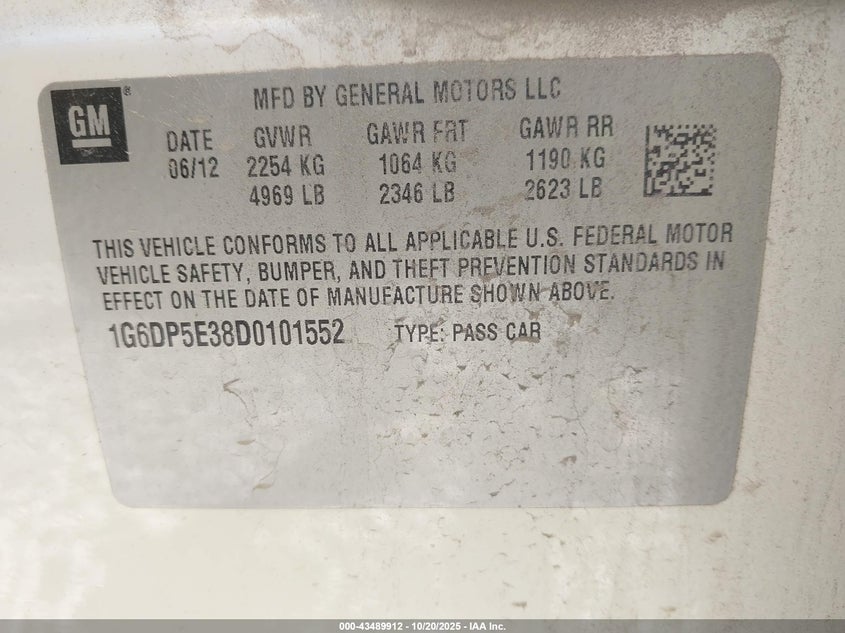 GM®
MFD BY GENERAL MOTORS LLC
DATE GVWR GAWR FRT GAWR RR
06/12 2254 KG 1064 KG 1190 KG
4969 LB 2346 LB 2623 LB
THIS VEHICLE CONFORMS TO ALL APPLICABLE U.S. FEDERAL MOTOR
VEHICLE SAFETY, BUMPER, AND THEFT PREVENTION STANDARDS IN
EFFECT ON THE DATE OF MANUFACTURE SHOWN ABOVE.
1G6DP5E38D0101552 TYPE: PASS CAR
000-43489912 - 10/20/2025 - IAA Inc.